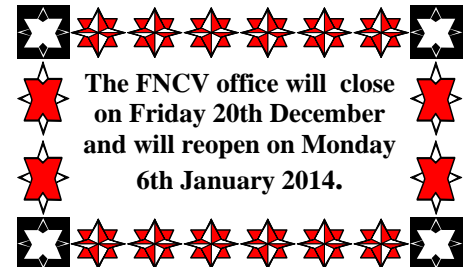 The FNCV office will close
on Friday 20th December
and will reopen on Monday
6th January 2014.